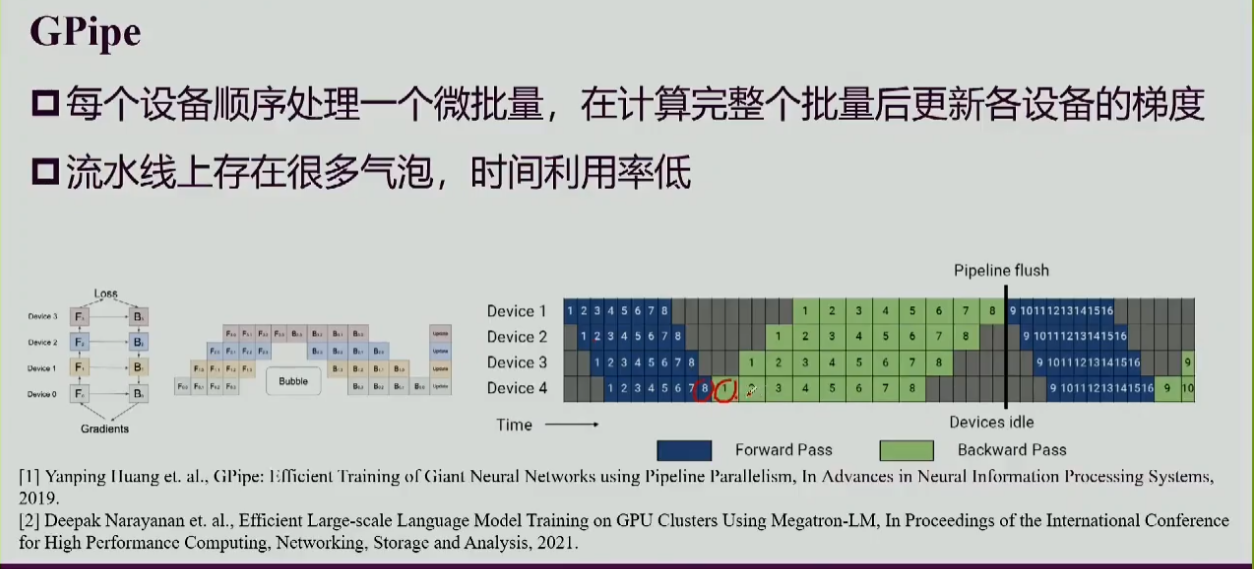 GPipe
每个设备顺序处理一个微批量，在计算完整个批量后更新各设备的梯度
流水线上存在很多气泡，时间利用率低
Loss
Device 3
Device 2
Device 1
Device 0
Gradients
Bubble
Update
Update
Update
Update
Pipeline flush
Device 1 1 2 3 4 5 6 7 8 1 2 3 4 5 6 7 8 9 10 11 12 13 14 15 16
Device 2 1 2 3 4 5 6 7 8 1 2 3 4 5 6 7 8 9 10 11 12 13 14 15 16
Device 3 1 2 3 4 5 6 7 8 1 2 3 4 5 6 7 8 9 10 11 12 13 14 15 16 9
Device 4 1 2 3 4 5 6 7 8 1 2 3 4 5 6 7 8 9 10 11 12 13 14 15 16 9 10
Time
Devices idle
Forward Pass
Backward Pass
[1] Yanping Huang et. al., GPipe: Efficient Training of Giant Neural Networks using Pipeline Parallelism, In Advances in Neural Information Processing Systems,
2019.
[2] Deepak Narayanan et. al., Efficient Large-scale Language Model Training on GPU Clusters Using Megatron-LM, In Proceedings of the International Conference
for High Performance Computing, Networking, Storage and Analysis, 2021.